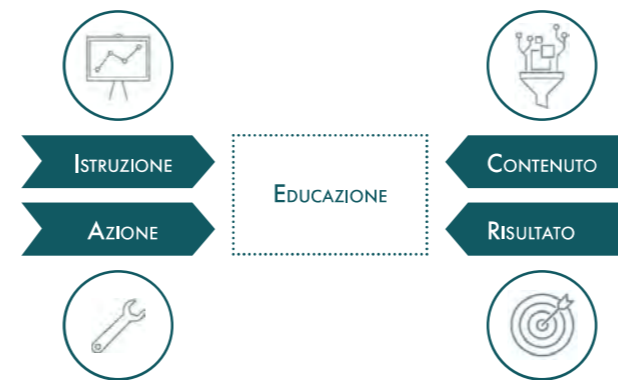 Istruzione
Contenuto
Educazione
Azione
Risultato